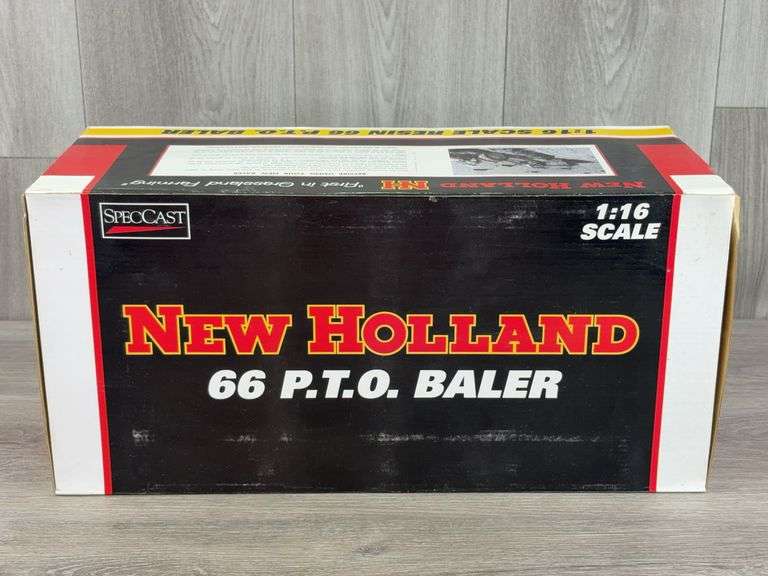 1:16 SCALE RESIN 66 P.T.O. BALER
"First in Grassland Farming" NH NEW HOLLAND
SPECCAST
1:16
SCALE
NEW HOLLAND
66 P.T.O. BALER